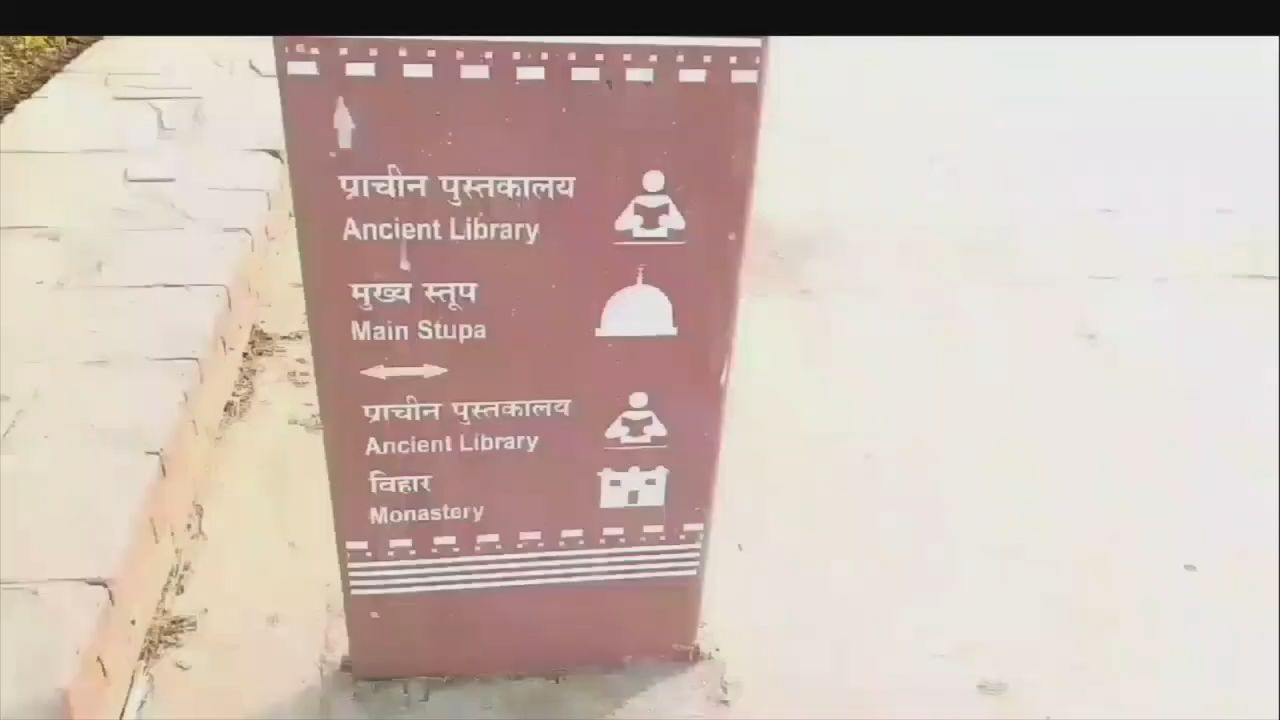 प्राचीन पुस्तकालय
Ancient Library
मुख्य स्तूप
Main Stupa
प्राचीन पुस्तकालय
Ancient Library
विहार
Monastery